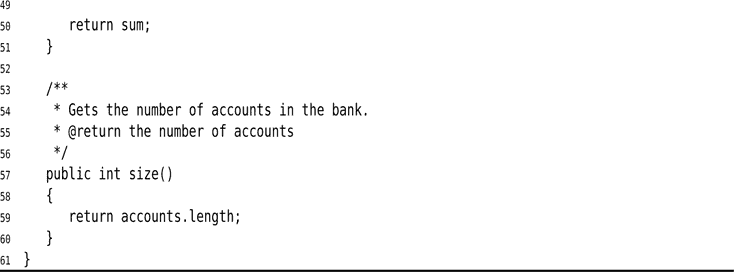 49
50       return sum;
51    }
52
53    /**
54     * Gets the number of accounts in the bank.
55     * @return the number of accounts
56     */
57    public int size()
58    {
59       return accounts.length;
60    }
61 }